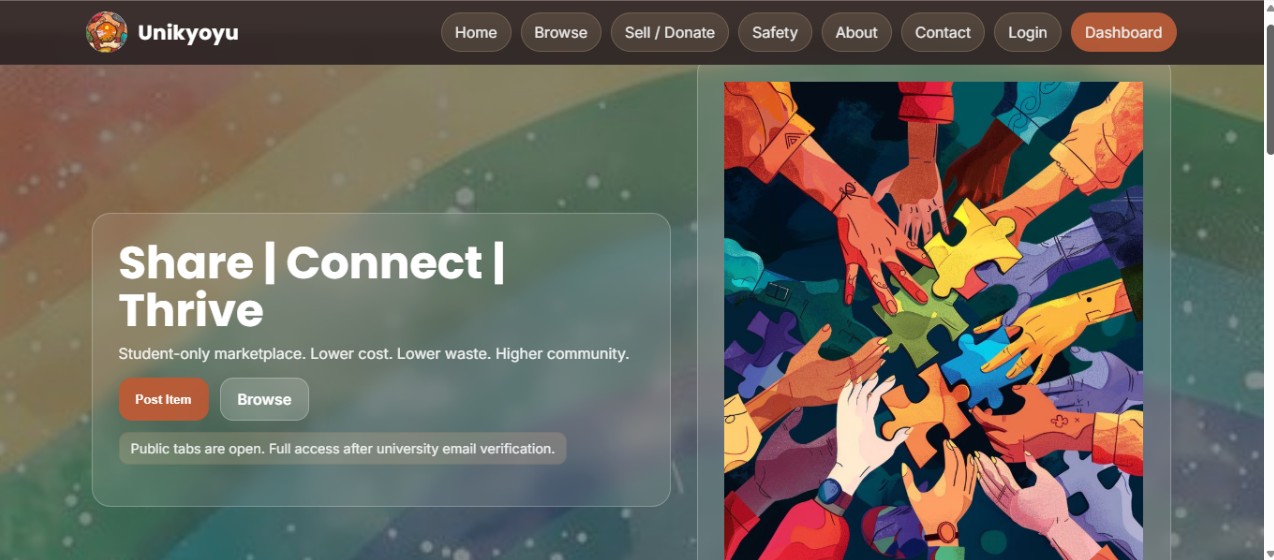 Unikyoyu
Home
Browse
Sell / Donate
Safety
About
Contact
Login
Dashboard
Share | Connect |
Thrive
Student-only marketplace. Lower cost. Lower waste. Higher community.
Post Item
Browse
Public tabs are open. Full access after university email verification.